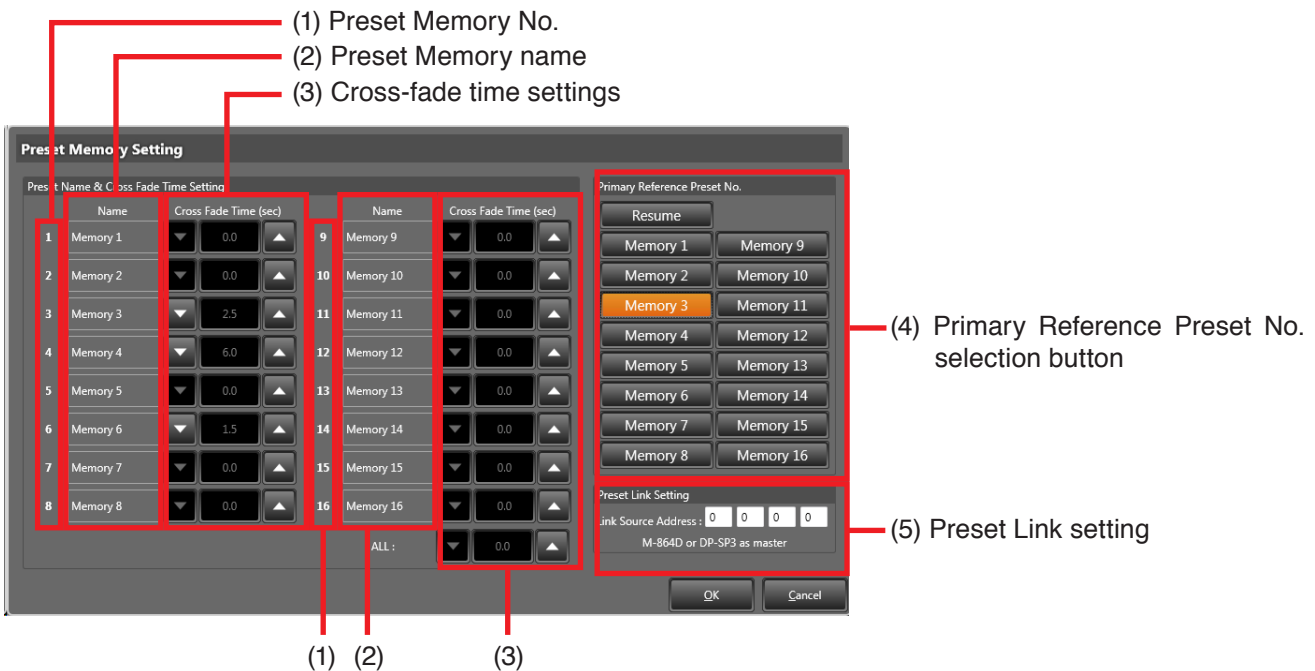 (1) Preset Memory No.
(2) Preset Memory name
(3) Cross-fade time settings
Preset Memory Setting
Preset Name & Cross Fade Time Setting
Name Cross Fade Time (sec) Name Cross Fade Time (sec)
1 Memory 1 0.0 9 Memory 9 0.0
2 Memory 2 0.0 10 Memory 10 0.0
3 Memory 3 2.5 11 Memory 11 0.0
4 Memory 4 6.0 12 Memory 12 0.0
5 Memory 5 0.0 13 Memory 13 0.0
6 Memory 6 1.5 14 Memory 14 0.0
7 Memory 7 0.0 15 Memory 15 0.0
8 Memory 8 0.0 16 Memory 16 0.0
ALL : 0.0
Primary Reference Preset No.
Resume
Memory 1 Memory 9
Memory 2 Memory 10
Memory 3 Memory 11
Memory 4 Memory 12
Memory 5 Memory 13
Memory 6 Memory 14
Memory 7 Memory 15
Memory 8 Memory 16
(4) Primary Reference Preset No.
selection button
Preset Link Setting
Link Source Address : 0 0 0 0
M-864D or DP-SP3 as master
(5) Preset Link setting
OK Cancel
(1) (2) (3)